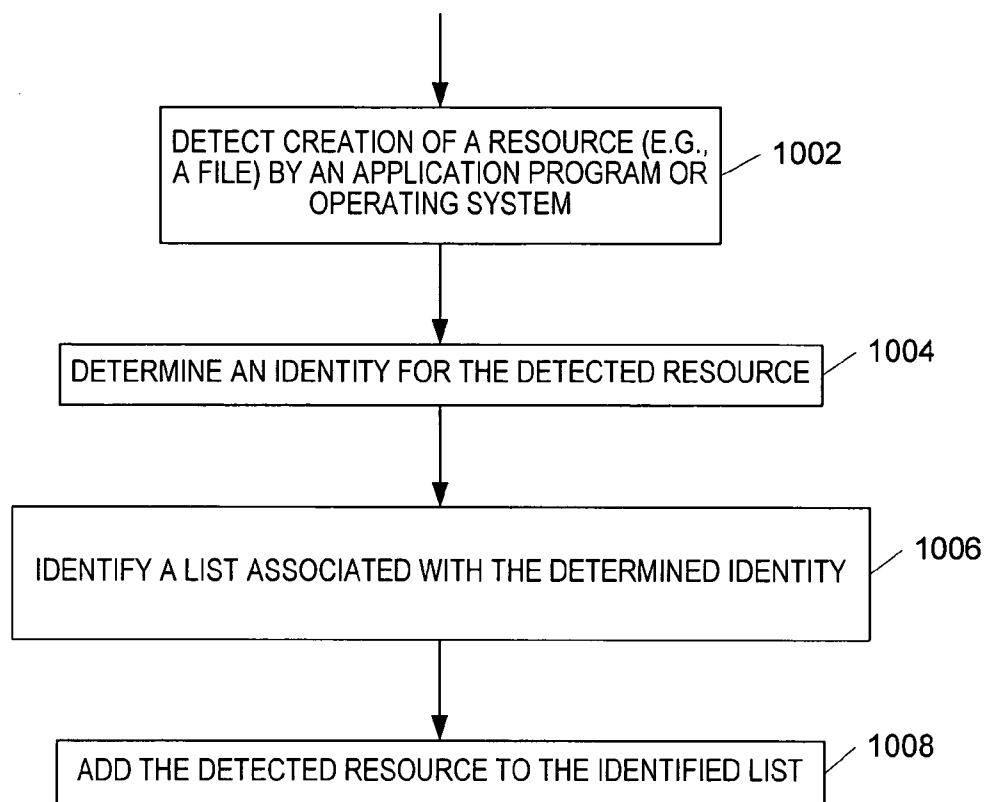 DETECT CREATION OF A RESOURCE (E.G.,
A FILE) BY AN APPLICATION PROGRAM OR
OPERATING SYSTEM
1002
DETERMINE AN IDENTITY FOR THE DETECTED RESOURCE
1004
IDENTIFY A LIST ASSOCIATED WITH THE DETERMINED IDENTITY
1006
ADD THE DETECTED RESOURCE TO THE IDENTIFIED LIST
1008